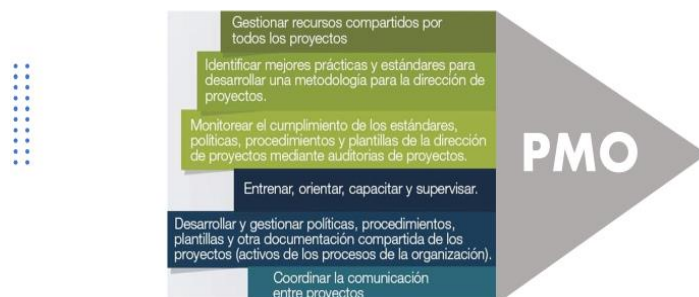 Gestionar recursos compartidos por
todos los proyectos
Identificar mejores prácticas y estándares para
desarrollar una metodología para la dirección de
proyectos.
Monitorear el cumplimiento de los estándares,
políticas, procedimientos y plantillas de la dirección
de proyectos mediante auditorias de proyectos.
Entrenar, orientar, capacitar y supervisar.
Desarrollar y gestionar políticas, procedimientos,
plantillas y otra documentación compartida de los
proyectos (activos de los procesos de la organización).
Coordinar la comunicación
entre proyectos
PMO